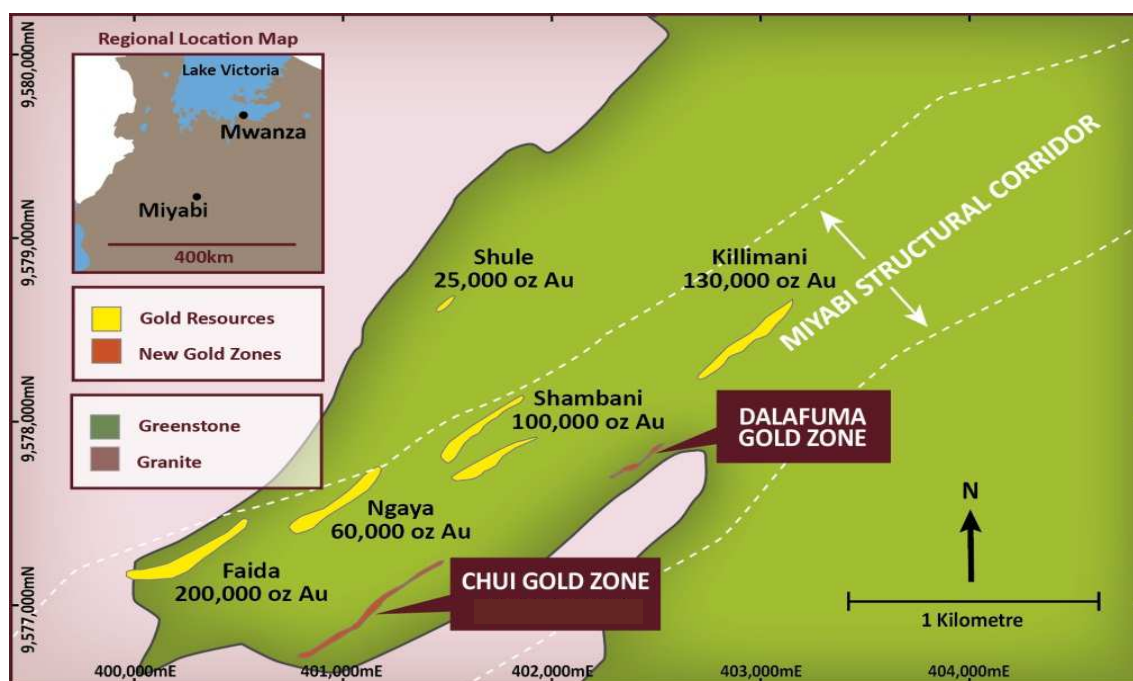 Regional Location Map
Lake Victoria
Mwanza
Miyabi
400km
Gold Resources
New Gold Zones
Greenstone
Granite
9,580,000mN
9,579,000mN
9,578,000mN
9,577,000mN
Shule
25,000 oz Au
Killimani
130,000 oz Au
MIYABI STRUCTURAL CORRIDOR
Shambani
100,000 oz Au
DALAFUMA
GOLD ZONE
Ngaya
60,000 oz Au
Faida
200,000 oz Au
CHUI GOLD ZONE
N
1 Kilometre
400,000mE
401,000mE
402,000mE
403,000mE
404,000mE